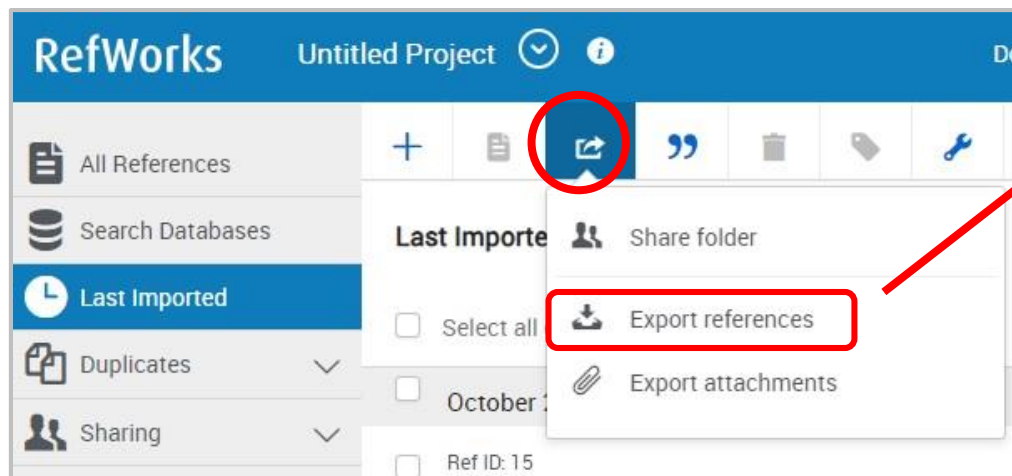 RefWorks
Untitled Project
All References
Search Databases
Last Imported
Duplicates
Sharing
Last Importe
Share folder
Export references
Export attachments
Select all
October
Ref ID: 15